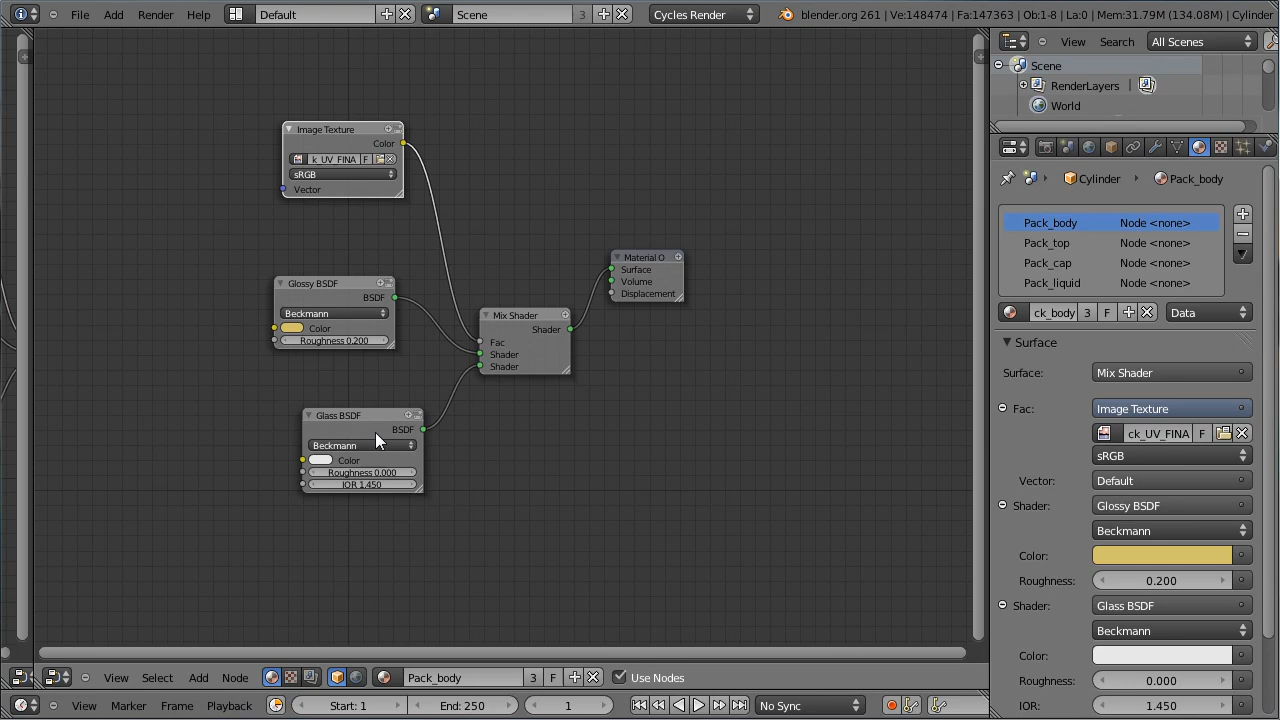 File Add Render Help Default Scene 3 Cycles Render blender.org 261 | Ve:148474 | Fa:147363 | Ob:1-8 | La:0 | Mem:31.79M (134.08M) | Cylinder
View Search All Scenes
Scene
RenderLayers
World
Image Texture
Color
k_UV_FINA F
sRGB
Vector
Glossy BSDF
BSDF
Beckmann
Color
Roughness 0.200
Glass BSDF
BSDF
Beckmann
Color
Roughness 0.000
IOR 1.450
Mix Shader
Shader
Fac
Shader
Shader
Material O
Surface
Volume
Displacement
Cylinder Pack_body
Pack_body Node <none>
Pack_top Node <none>
Pack_cap Node <none>
Pack_liquid Node <none>
ck_body 3 F Data
Surface
Surface: Mix Shader
Fac: Image Texture
ck_UV_FINA F
sRGB
Vector: Default
Shader: Glossy BSDF
Beckmann
Color:
Roughness: 0.200
Shader: Glass BSDF
Beckmann
Color:
Roughness: 0.000
IOR: 1.450
View Select Add Node Pack_body 3 F Use Nodes
View Marker Frame Playback Start: 1 End: 250 1 No Sync